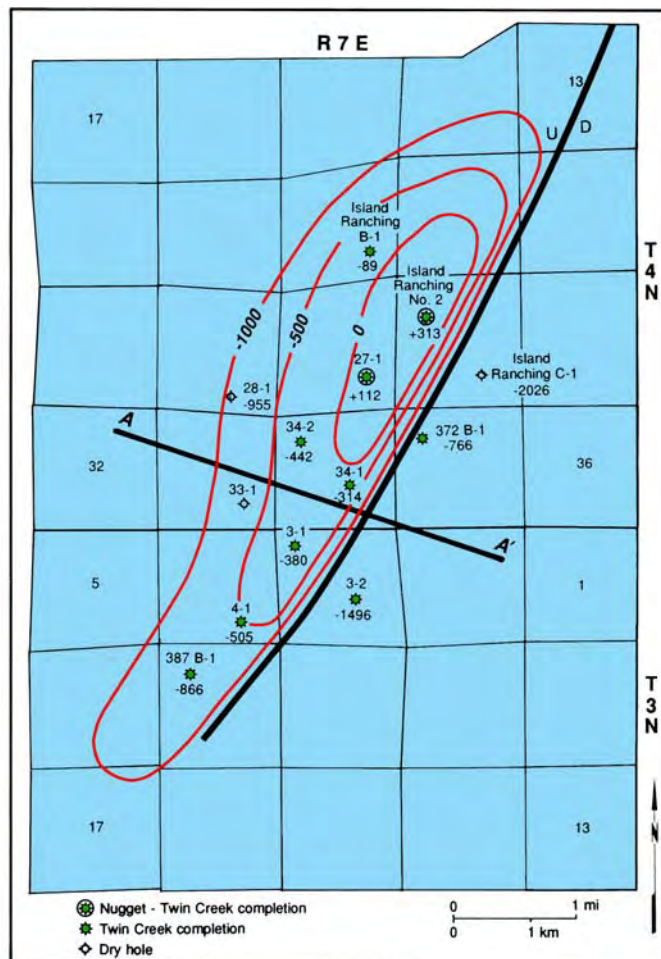 R 7 E
17
13
U D
T 4 N
Island
Ranching
B-1
-89
Island
Ranching
No. 2
+313
-1000
-500
0
27-1
+112
Island
Ranching C-1
-2026
28-1
-955
A
34-2
-442
372 B-1
-766
32
36
33-1
34-1
-314
3-1
-380
A'
5
3-2
-1496
1
4-1
-505
387 B-1
-866
T 3 N
17
13
N
Nugget - Twin Creek completion
Twin Creek completion
Dry hole
0 1 mi
0 1 km